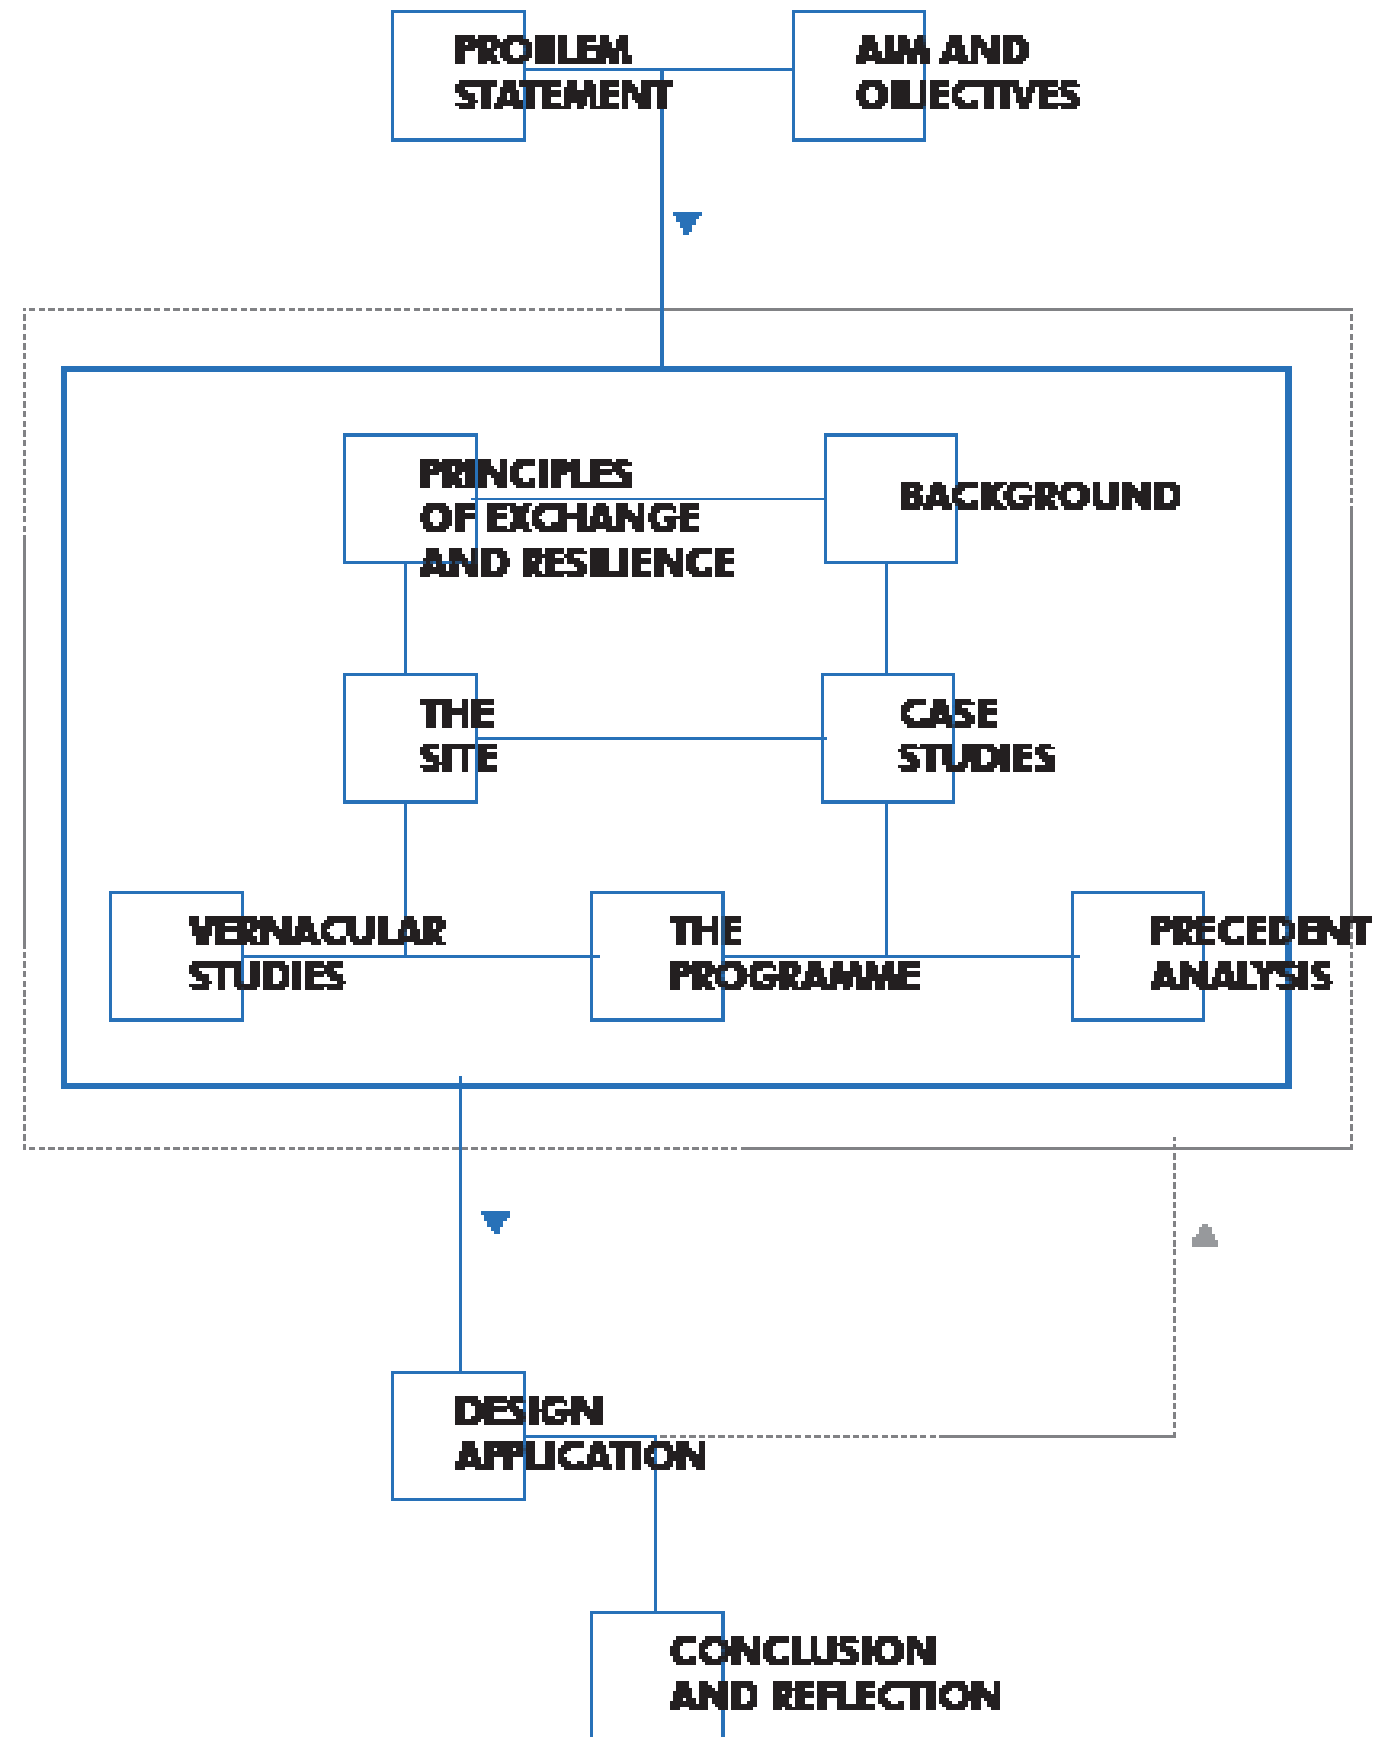 PROBLEM
STATEMENT
AIM AND
OBJECTIVES
PRINCIPLES
OF EXCHANGE
AND RESILIENCE
BACKGROUND
THE
SITE
CASE
STUDIES
VERNACULAR
STUDIES
THE
PROGRAMME
PRECEDENT
ANALYSIS
DESIGN
APPLICATION
CONCLUSION
AND REFLECTION